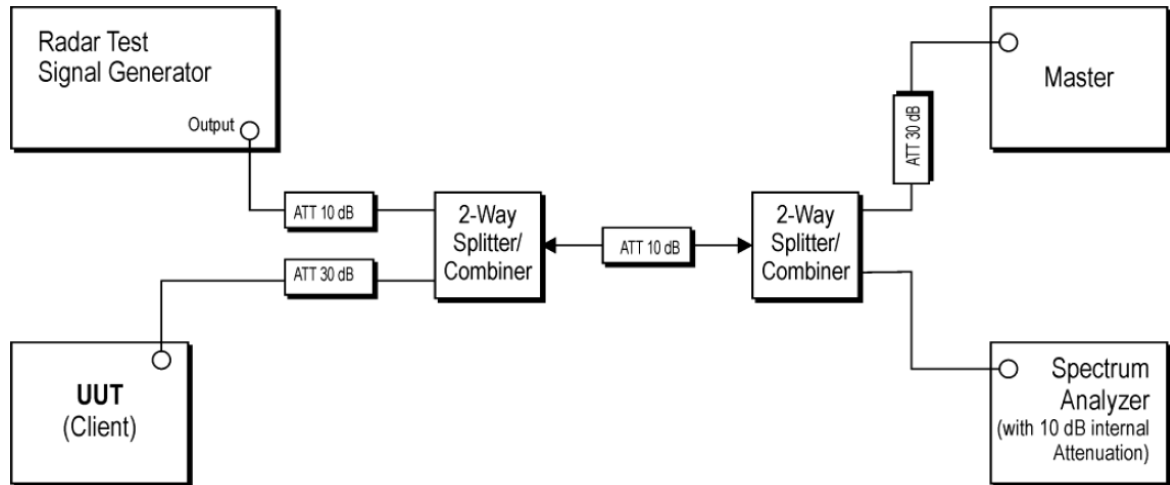 Radar Test
Signal Generator
Output
ATT 10 dB
ATT 30 dB
2-Way
Splitter/
Combiner
ATT 10 dB
2-Way
Splitter/
Combiner
ATT 30 dB
Master
UUT
(Client)
Spectrum
Analyzer
(with 10 dB internal
Attenuation)